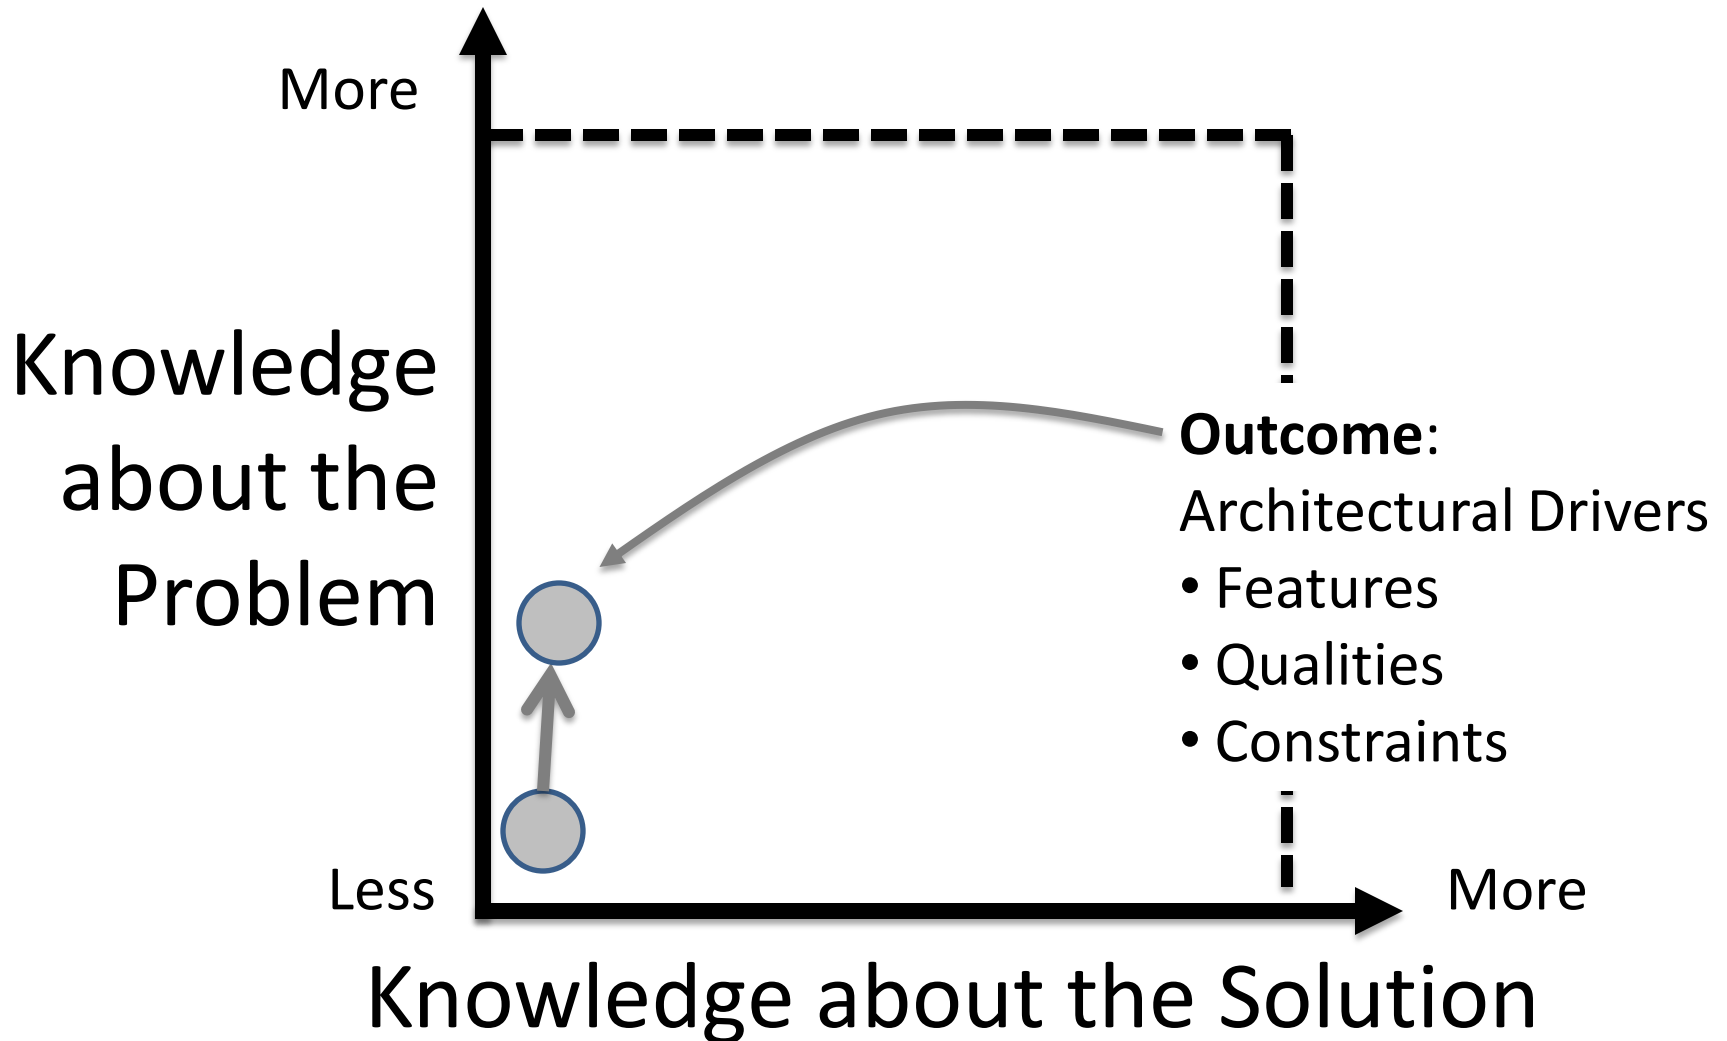 More
Knowledge
about the
Problem
Outcome:
Architectural Drivers
• Features
• Qualities
• Constraints
Less
More
Knowledge about the Solution